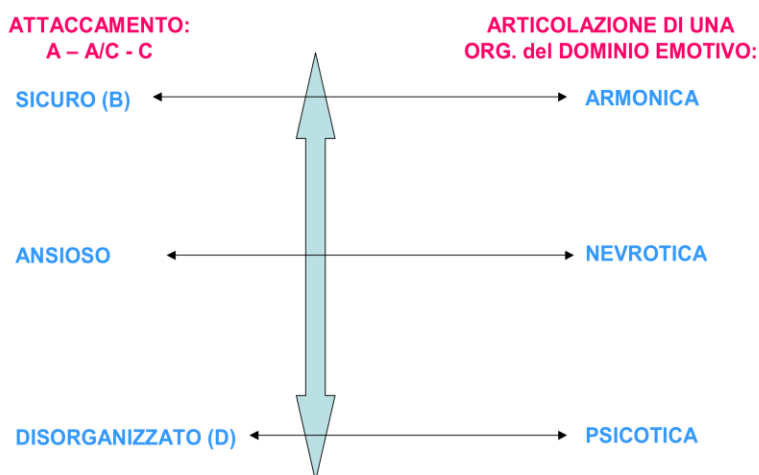 ATTACCAMENTO:
A – A/C - C
ARTICOLAZIONE DI UNA
ORG. del DOMINIO EMOTIVO:
SICURO (B)
ARMONICA
ANSIOSO
NEVROTICA
DISORGANIZZATO (D)
PSICOTICA